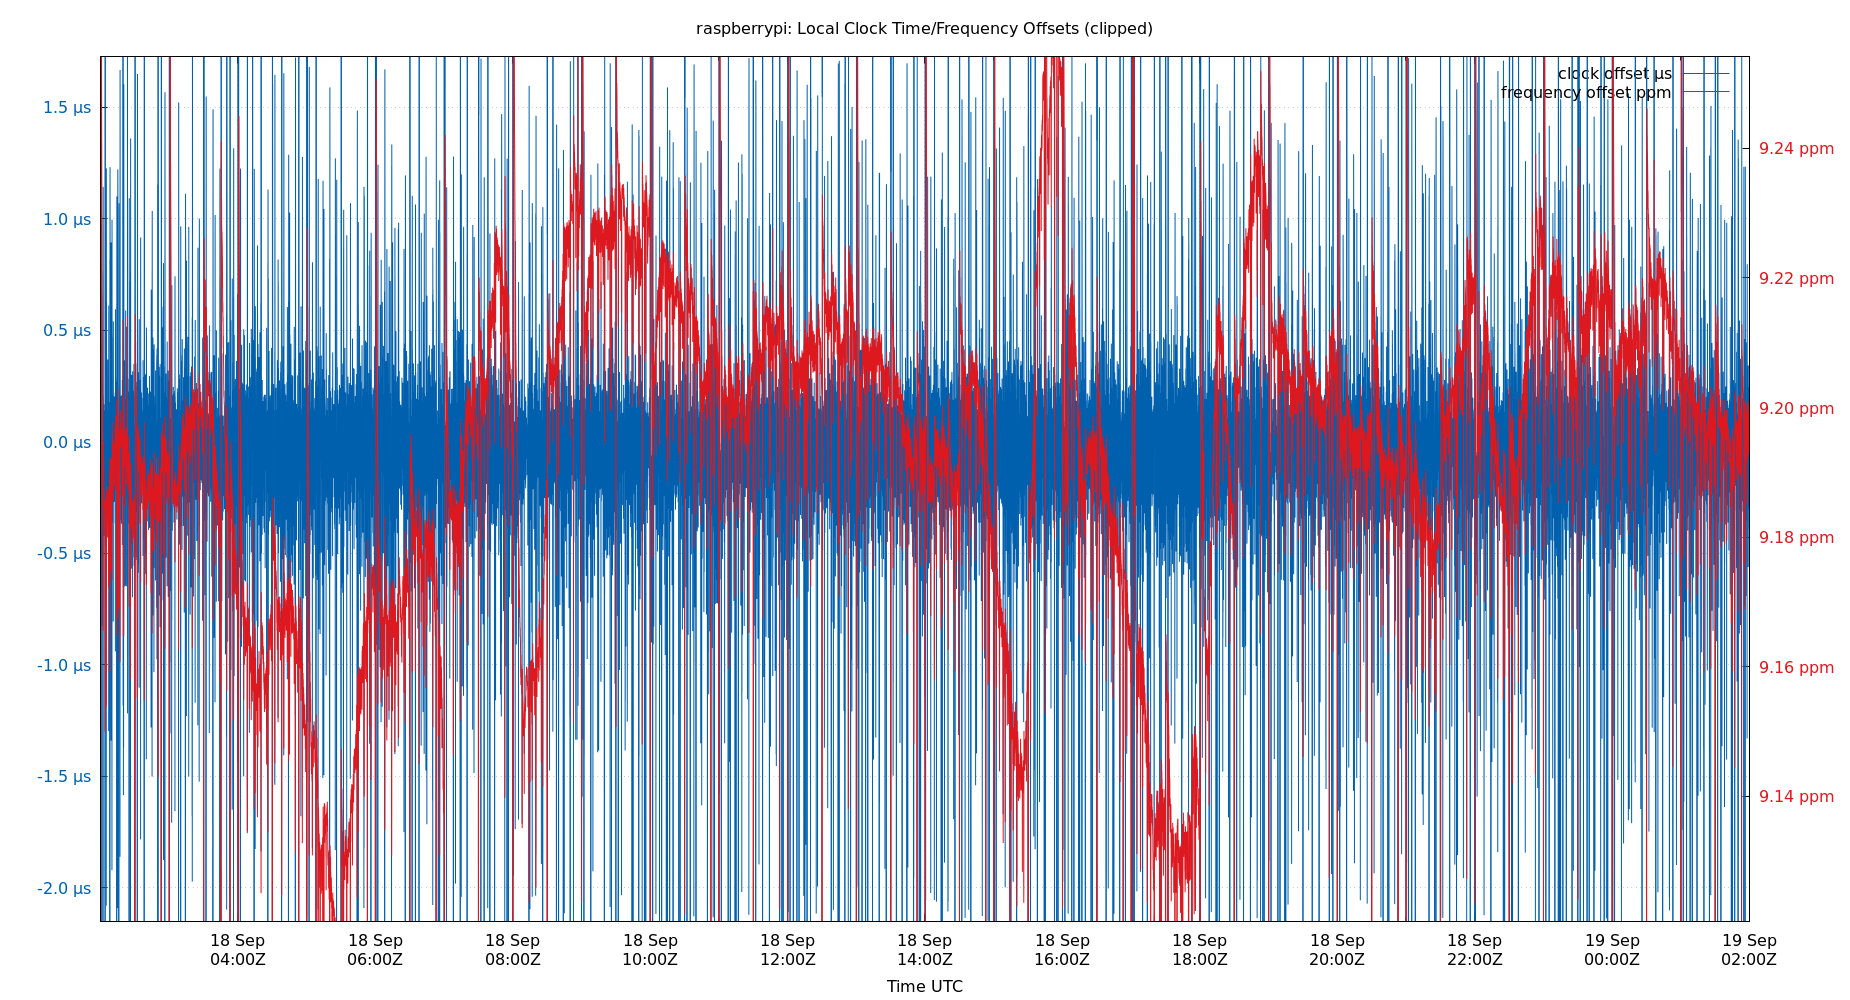 raspberrypi: Local Clock Time/Frequency Offsets (clipped)
clock offset µs
frequency offset ppm
1.5 µs
1.0 µs
0.5 µs
0.0 µs
-0.5 µs
-1.0 µs
-1.5 µs
-2.0 µs
9.24 ppm
9.22 ppm
9.20 ppm
9.18 ppm
9.16 ppm
9.14 ppm
18 Sep
04:00Z
18 Sep
06:00Z
18 Sep
08:00Z
18 Sep
10:00Z
18 Sep
12:00Z
18 Sep
14:00Z
18 Sep
16:00Z
18 Sep
18:00Z
18 Sep
20:00Z
18 Sep
22:00Z
19 Sep
00:00Z
19 Sep
02:00Z
Time UTC